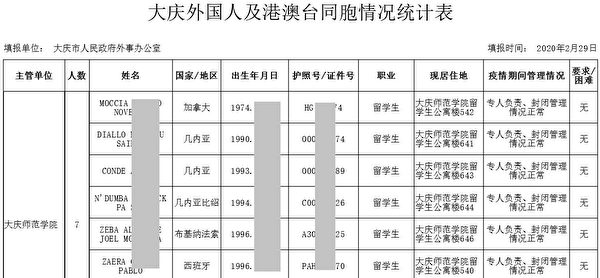 大庆外国人及港澳台同胞情况统计表
填报单位： 大庆市人民政府外事办公室 填报时间： 2020年2月29日
主管单位 人数 姓名 国家/地区 出生年月日 护照号/证件号 职业 现居住地 疫情期间管理情况 要求/困难
大庆师范学院 7
MOCCIA O
NOVE
加拿大 1974. HG 74 留学生
大庆师范学院留
学生公寓楼542
专人负责、封闭管理
情况正常
无
DIALLO U
SAI
几内亚 1990. 000 74 留学生
大庆师范学院留
学生公寓楼641
专人负责、封闭管理
情况正常
无
CONDE
几内亚 1993. 000 89 留学生
大庆师范学院留
学生公寓楼643
专人负责、封闭管理
情况正常
无
N'DUMBA CK
PA S
几内亚比绍 1994. C00 26 留学生
大庆师范学院留
学生公寓楼644
专人负责、封闭管理
情况正常
无
ZEBA A E
JOEL MO A
布基纳法索 1996. A30 25 留学生
大庆师范学院留
学生公寓楼646
专人负责、封闭管理
情况正常
无
ZAERA
PABLO
西班牙 1996. PAH 70 留学生
大庆师范学院留
学生公寓楼540
专人负责、封闭管理
情况正常
无